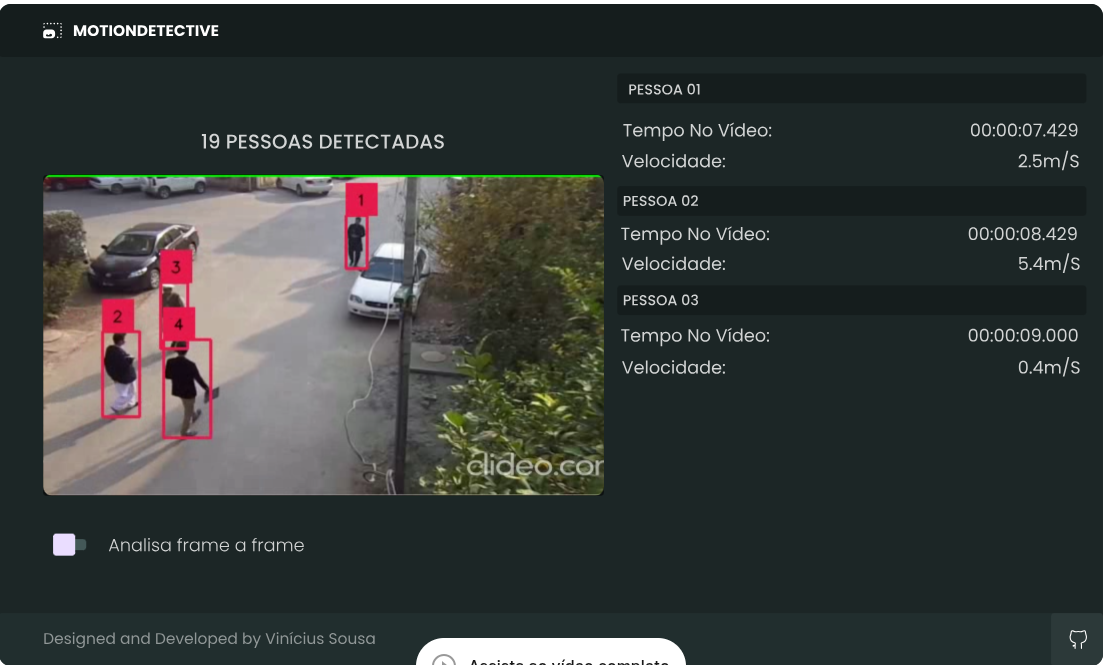 MOTIONDETECTIVE
19 PESSOAS DETECTADAS
1
3
2
4
clideo.cor
Analisa frame a frame
PESSOA 01
Tempo No Vídeo: 00:00:07.429
Velocidade: 2.5m/S
PESSOA 02
Tempo No Vídeo: 00:00:08.429
Velocidade: 5.4m/S
PESSOA 03
Tempo No Vídeo: 00:00:09.000
Velocidade: 0.4m/S
Designed and Developed by Vinícius Sousa